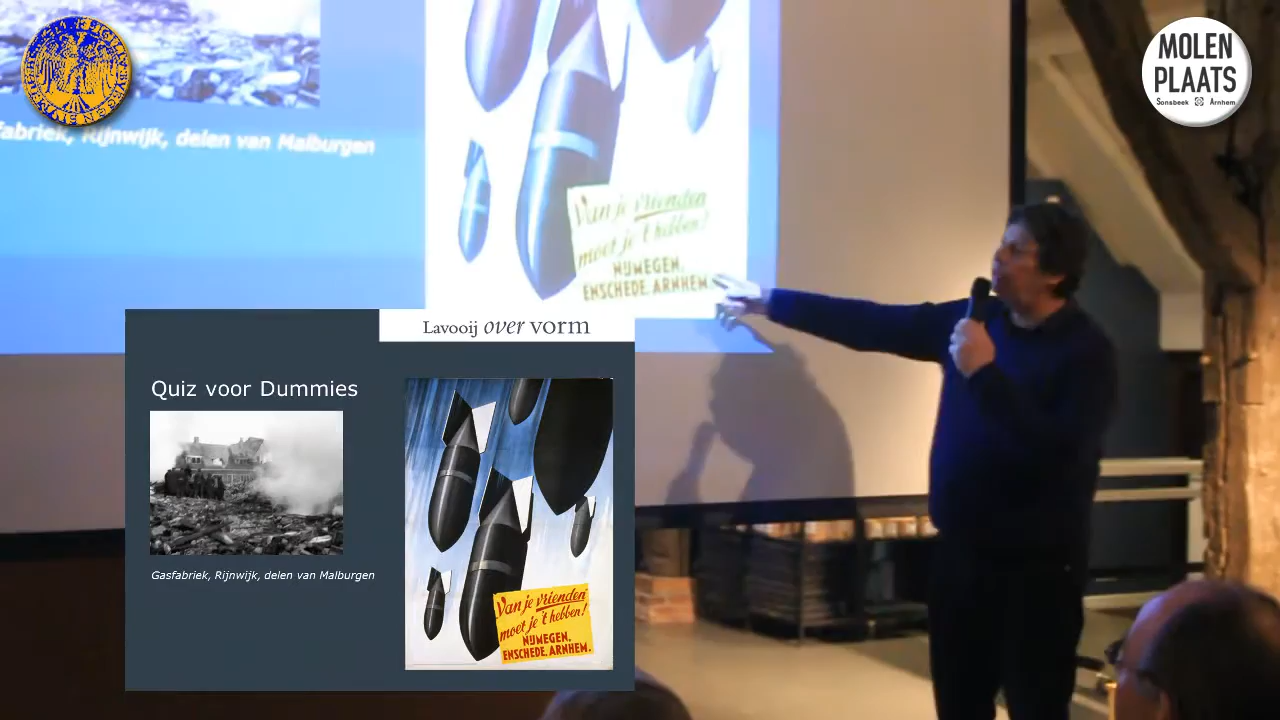 MOLEN
PLAATS
Sonsbeek Arnhem
fabriek, Rijnwijk, delen van Malburgen
Van je vrienden
moet je 't hebben!
NIJMEGEN,
ENSCHEDE, ARNHEM.
Lavooij over vorm
Quiz voor Dummies
Gasfabriek, Rijnwijk, delen van Malburgen
Van je vrienden
moet je 't hebben!
NIJMEGEN,
ENSCHEDE, ARNHEM.